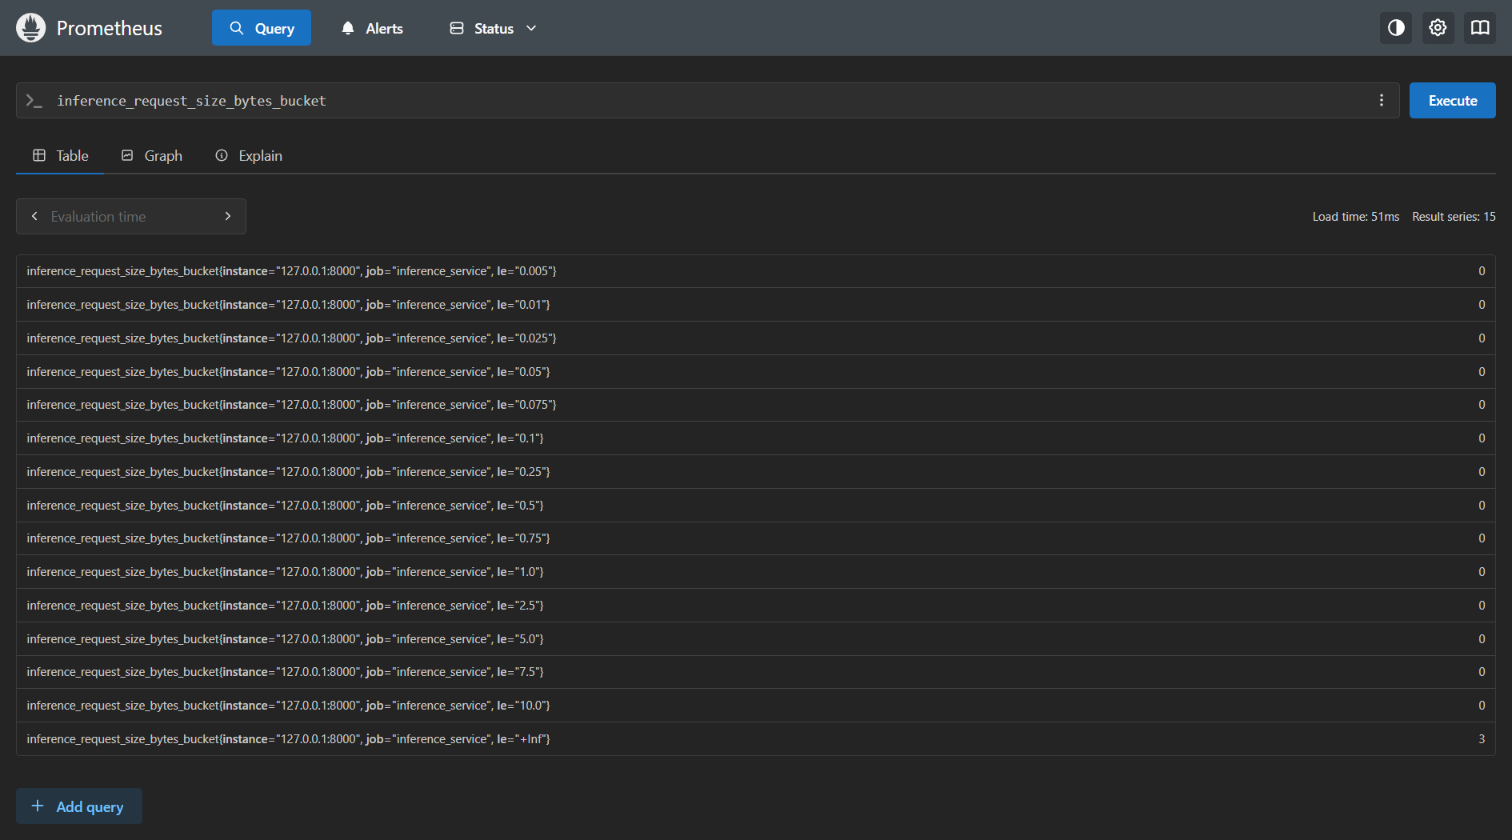 Prometheus Query Alerts Status
>_ inference_request_size_bytes_bucket Execute
Table Graph Explain
Evaluation time Load time: 51ms Result series: 15
inference_request_size_bytes_bucket{instance="127.0.0.1:8000", job="inference_service", le="0.005"} 0
inference_request_size_bytes_bucket{instance="127.0.0.1:8000", job="inference_service", le="0.01"} 0
inference_request_size_bytes_bucket{instance="127.0.0.1:8000", job="inference_service", le="0.025"} 0
inference_request_size_bytes_bucket{instance="127.0.0.1:8000", job="inference_service", le="0.05"} 0
inference_request_size_bytes_bucket{instance="127.0.0.1:8000", job="inference_service", le="0.075"} 0
inference_request_size_bytes_bucket{instance="127.0.0.1:8000", job="inference_service", le="0.1"} 0
inference_request_size_bytes_bucket{instance="127.0.0.1:8000", job="inference_service", le="0.25"} 0
inference_request_size_bytes_bucket{instance="127.0.0.1:8000", job="inference_service", le="0.5"} 0
inference_request_size_bytes_bucket{instance="127.0.0.1:8000", job="inference_service", le="0.75"} 0
inference_request_size_bytes_bucket{instance="127.0.0.1:8000", job="inference_service", le="1.0"} 0
inference_request_size_bytes_bucket{instance="127.0.0.1:8000", job="inference_service", le="2.5"} 0
inference_request_size_bytes_bucket{instance="127.0.0.1:8000", job="inference_service", le="5.0"} 0
inference_request_size_bytes_bucket{instance="127.0.0.1:8000", job="inference_service", le="7.5"} 0
inference_request_size_bytes_bucket{instance="127.0.0.1:8000", job="inference_service", le="10.0"} 0
inference_request_size_bytes_bucket{instance="127.0.0.1:8000", job="inference_service", le="+Inf"} 3
+ Add query